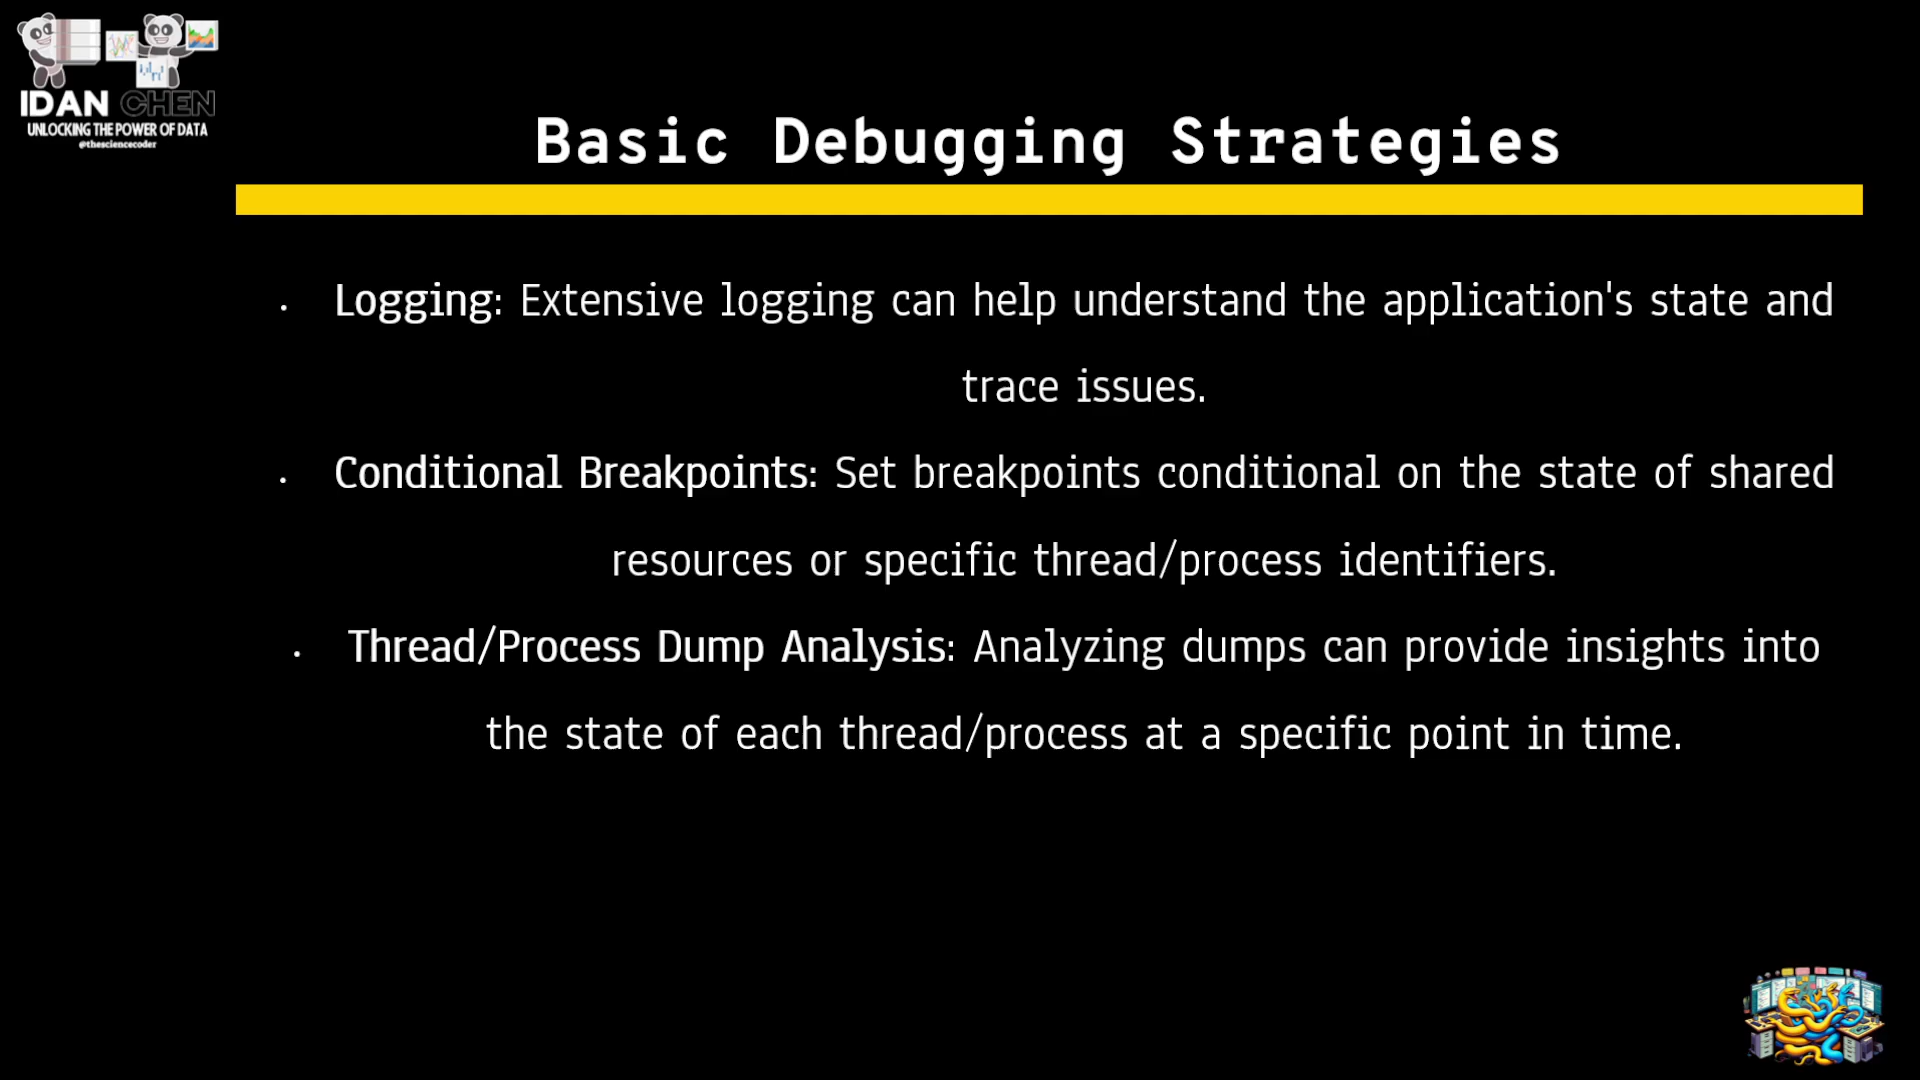 IDAN CHEN
UNLOCKING THE POWER OF DATA
@thesciencecoder
Basic Debugging Strategies
• Logging: Extensive logging can help understand the application's state and
trace issues.
• Conditional Breakpoints: Set breakpoints conditional on the state of shared
resources or specific thread/process identifiers.
• Thread/Process Dump Analysis: Analyzing dumps can provide insights into
the state of each thread/process at a specific point in time.